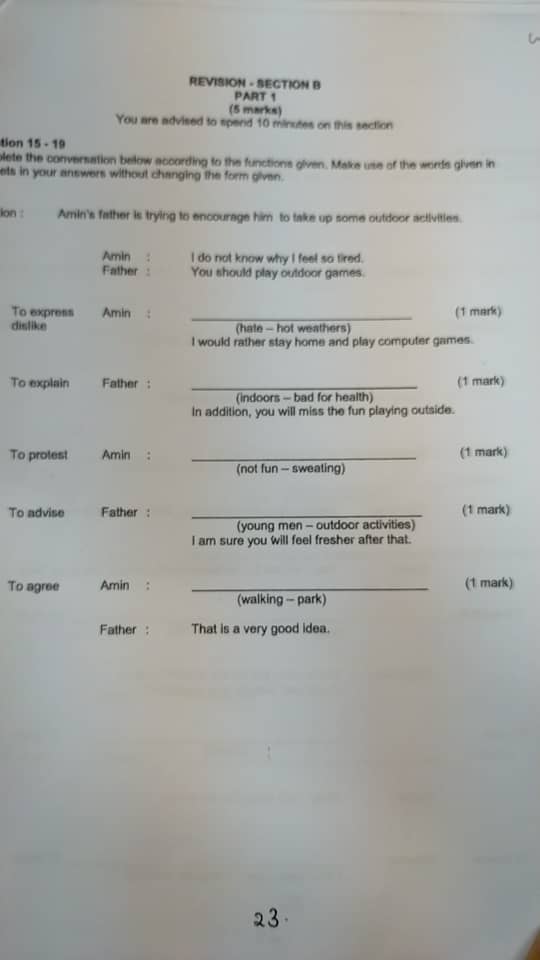 REVISION - SECTION B
PART 1
(5 marks)
You are advised to spend 10 minutes on this section
tion 15 - 19
plete the conversation below according to the functions given. Make use of the words given in
ets in your answers without changing the form given.
ion : Amin's father is trying to encourage him to take up some outdoor activities.
Amin : I do not know why I feel so tired.
Father : You should play outdoor games.
To express dislike Amin : (1 mark)
(hate – hot weathers)
I would rather stay home and play computer games.
To explain Father : (1 mark)
(indoors – bad for health)
In addition, you will miss the fun playing outside.
To protest Amin : (1 mark)
(not fun – sweating)
To advise Father : (1 mark)
(young men – outdoor activities)
I am sure you will feel fresher after that.
To agree Amin : (1 mark)
(walking – park)
Father : That is a very good idea.
23.